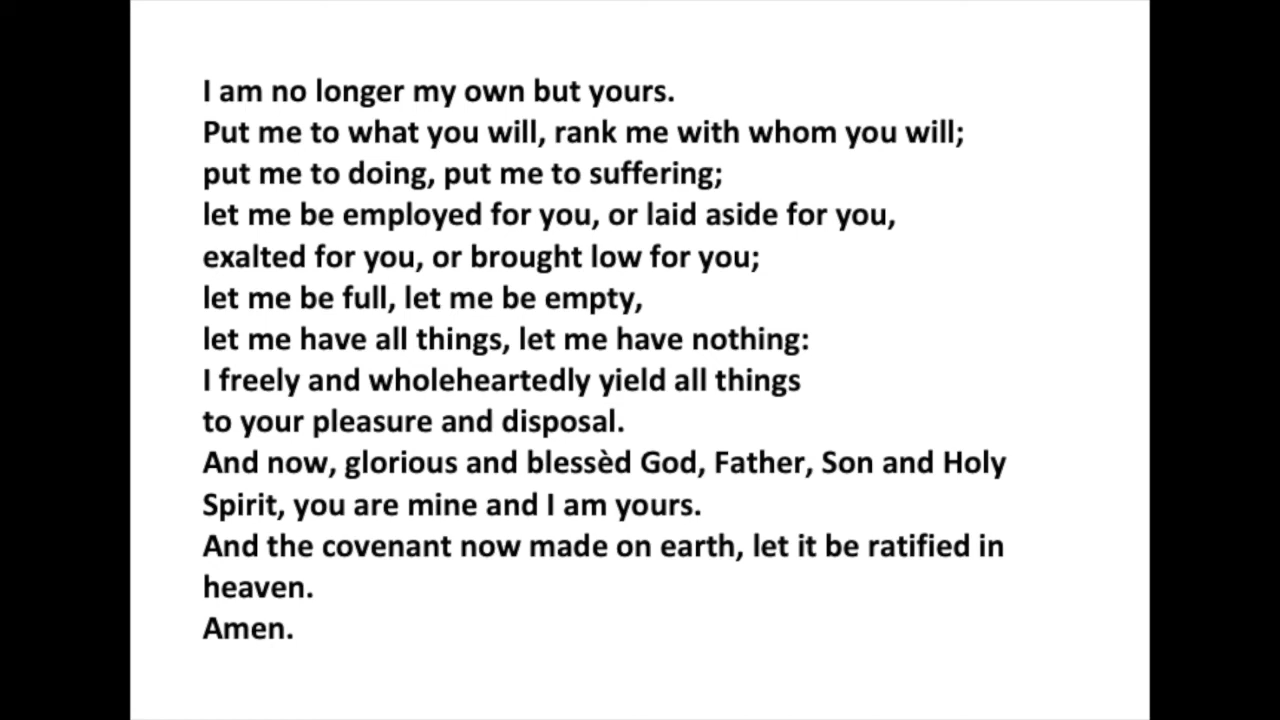 I am no longer my own but yours.
Put me to what you will, rank me with whom you will;
put me to doing, put me to suffering;
let me be employed for you, or laid aside for you,
exalted for you, or brought low for you;
let me be full, let me be empty,
let me have all things, let me have nothing:
I freely and wholeheartedly yield all things
to your pleasure and disposal.
And now, glorious and blessèd God, Father, Son and Holy
Spirit, you are mine and I am yours.
And the covenant now made on earth, let it be ratified in
heaven.
Amen.